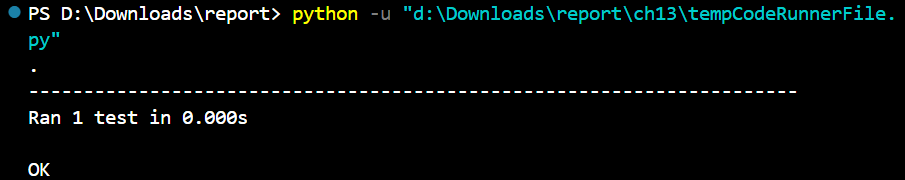 PS D:\Downloads\report> python -u "d:\Downloads\report\ch13\tempCodeRunnerFile.
py"
.
----------------------------------------------------------------------
Ran 1 test in 0.000s
OK